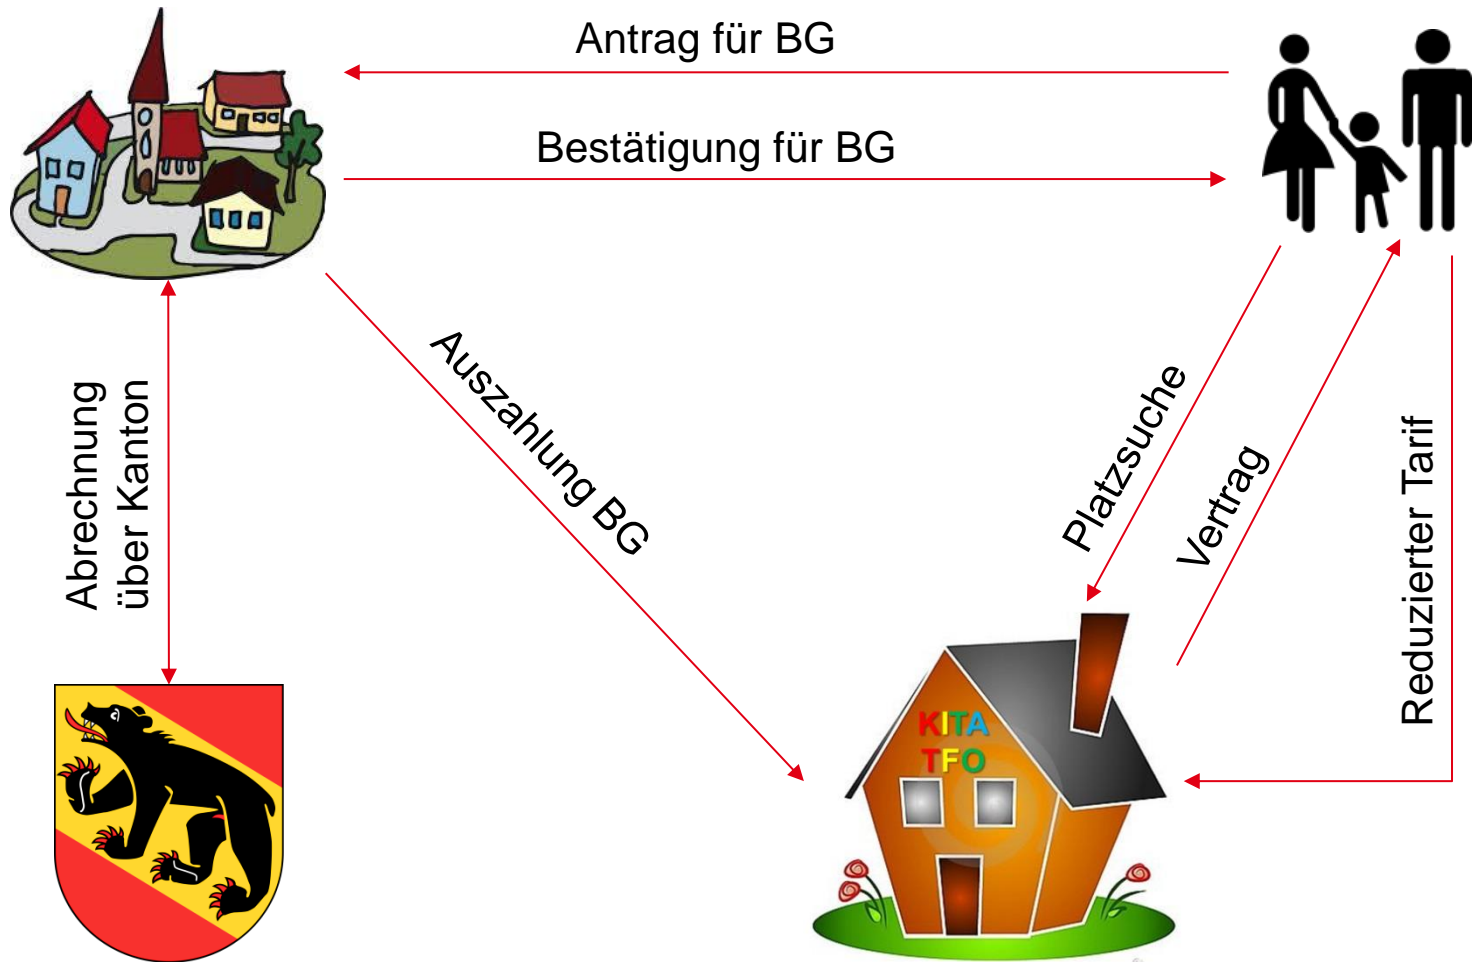 Antrag für BG
Bestätigung für BG
Auszahlung BG
Abrechnung
über Kanton
Platzsuche
Vertrag
Reduzierter Tarif
KITA
TFO